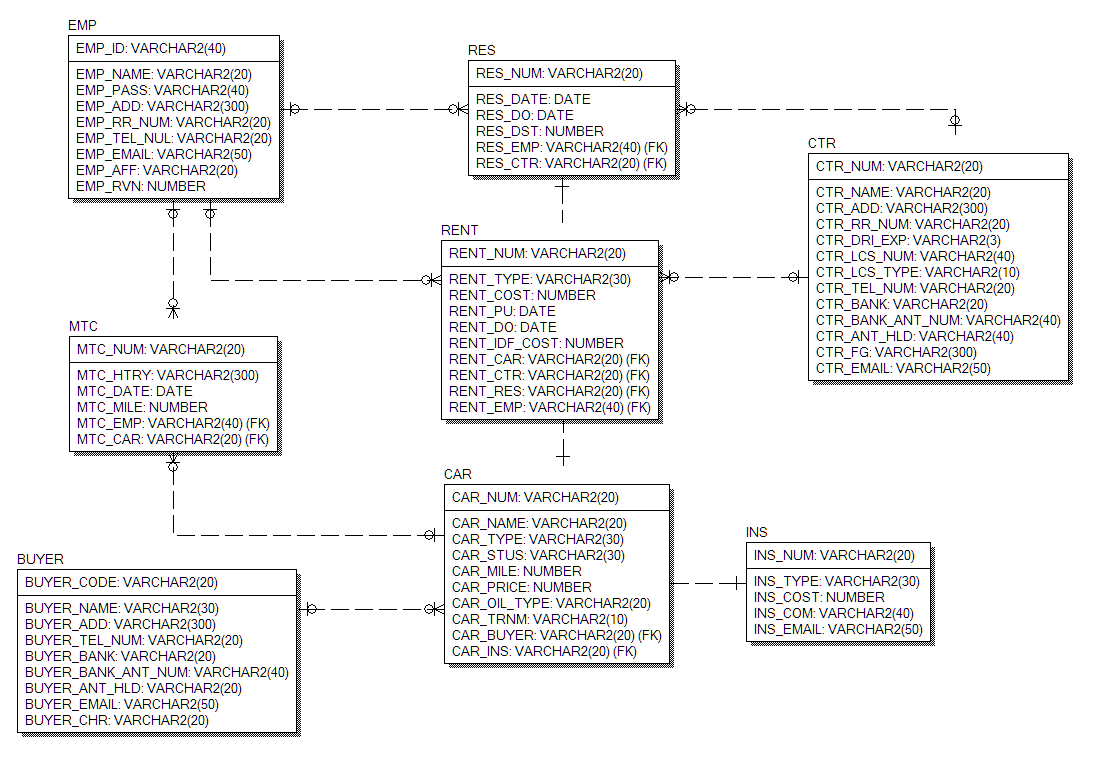 EMP
EMP_ID: VARCHAR2(40)
EMP_NAME: VARCHAR2(20)
EMP_PASS: VARCHAR2(40)
EMP_ADD: VARCHAR2(300)
EMP_RR_NUM: VARCHAR2(20)
EMP_TEL_NUL: VARCHAR2(20)
EMP_EMAIL: VARCHAR2(50)
EMP_AFF: VARCHAR2(20)
EMP_RVN: NUMBER
RES
RES_NUM: VARCHAR2(20)
RES_DATE: DATE
RES_DO: DATE
RES_DST: NUMBER
RES_EMP: VARCHAR2(40) (FK)
RES_CTR: VARCHAR2(20) (FK)
CTR
CTR_NUM: VARCHAR2(20)
CTR_NAME: VARCHAR2(20)
CTR_ADD: VARCHAR2(300)
CTR_RR_NUM: VARCHAR2(20)
CTR_DRI_EXP: VARCHAR2(3)
CTR_LCS_NUM: VARCHAR2(40)
CTR_LCS_TYPE: VARCHAR2(10)
CTR_TEL_NUM: VARCHAR2(20)
CTR_BANK: VARCHAR2(20)
CTR_BANK_ANT_NUM: VARCHAR2(40)
CTR_ANT_HLD: VARCHAR2(40)
CTR_FG: VARCHAR2(300)
CTR_EMAIL: VARCHAR2(50)
RENT
RENT_NUM: VARCHAR2(20)
RENT_TYPE: VARCHAR2(30)
RENT_COST: NUMBER
RENT_PU: DATE
RENT_DO: DATE
RENT_IDF_COST: NUMBER
RENT_CAR: VARCHAR2(20) (FK)
RENT_CTR: VARCHAR2(20) (FK)
RENT_RES: VARCHAR2(20) (FK)
RENT_EMP: VARCHAR2(40) (FK)
MTC
MTC_NUM: VARCHAR2(20)
MTC_HTRY: VARCHAR2(300)
MTC_DATE: DATE
MTC_MILE: NUMBER
MTC_EMP: VARCHAR2(40) (FK)
MTC_CAR: VARCHAR2(20) (FK)
CAR
CAR_NUM: VARCHAR2(20)
CAR_NAME: VARCHAR2(20)
CAR_TYPE: VARCHAR2(30)
CAR_STUS: VARCHAR2(30)
CAR_MILE: NUMBER
CAR_PRICE: NUMBER
CAR_OIL_TYPE: VARCHAR2(20)
CAR_TRNM: VARCHAR2(10)
CAR_BUYER: VARCHAR2(20) (FK)
CAR_INS: VARCHAR2(20) (FK)
INS
INS_NUM: VARCHAR2(20)
INS_TYPE: VARCHAR2(30)
INS_COST: NUMBER
INS_COM: VARCHAR2(40)
INS_EMAIL: VARCHAR2(50)
BUYER
BUYER_CODE: VARCHAR2(20)
BUYER_NAME: VARCHAR2(30)
BUYER_ADD: VARCHAR2(300)
BUYER_TEL_NUM: VARCHAR2(20)
BUYER_BANK: VARCHAR2(20)
BUYER_BANK_ANT_NUM: VARCHAR2(40)
BUYER_ANT_HLD: VARCHAR2(20)
BUYER_EMAIL: VARCHAR2(50)
BUYER_CHR: VARCHAR2(20)